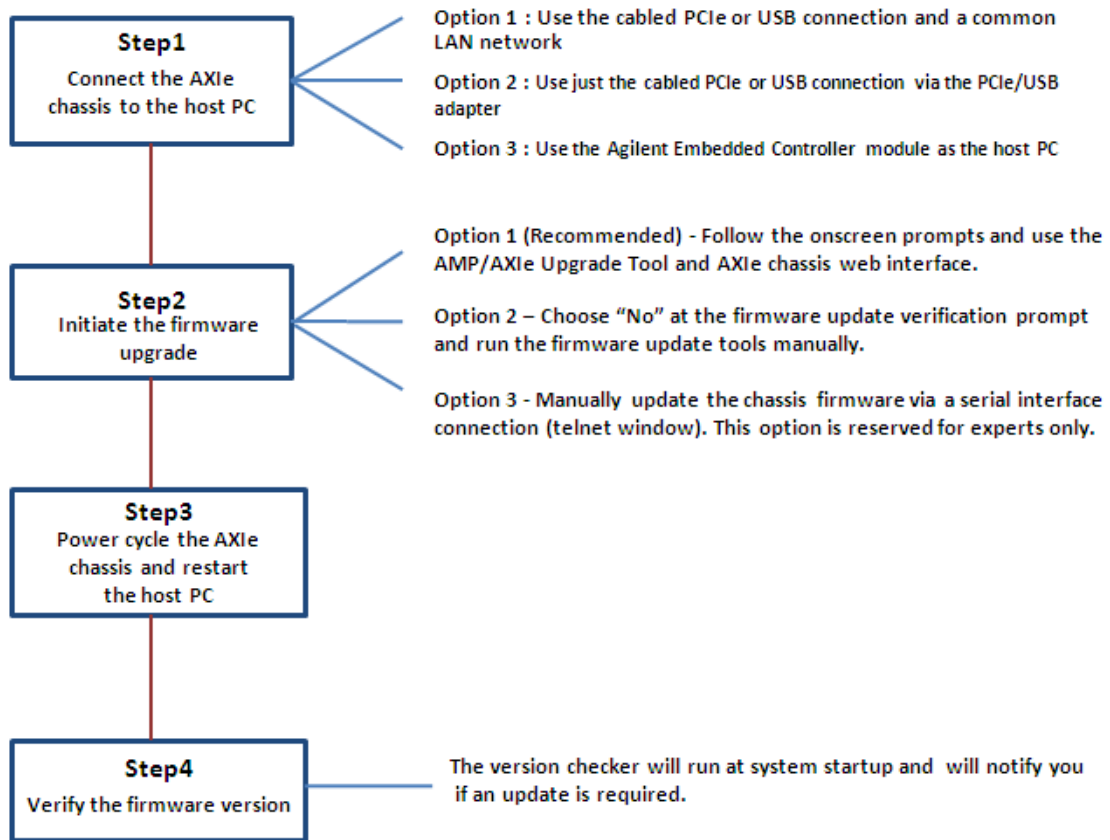 Step1
Connect the AXIe
chassis to the host PC
Option 1 : Use the cabled PCIe or USB connection and a common
LAN network
Option 2 : Use just the cabled PCIe or USB connection via the PCIe/USB
adapter
Option 3 : Use the Agilent Embedded Controller module as the host PC
Step2
Initiate the firmware
upgrade
Option 1 (Recommended) - Follow the onscreen prompts and use the
AMP/AXIe Upgrade Tool and AXIe chassis web interface.
Option 2 – Choose “No” at the firmware update verification prompt
and run the firmware update tools manually.
Option 3 - Manually update the chassis firmware via a serial interface
connection (telnet window). This option is reserved for experts only.
Step3
Power cycle the AXIe
chassis and restart
the host PC
Step4
Verify the firmware version
The version checker will run at system startup and will notify you
if an update is required.